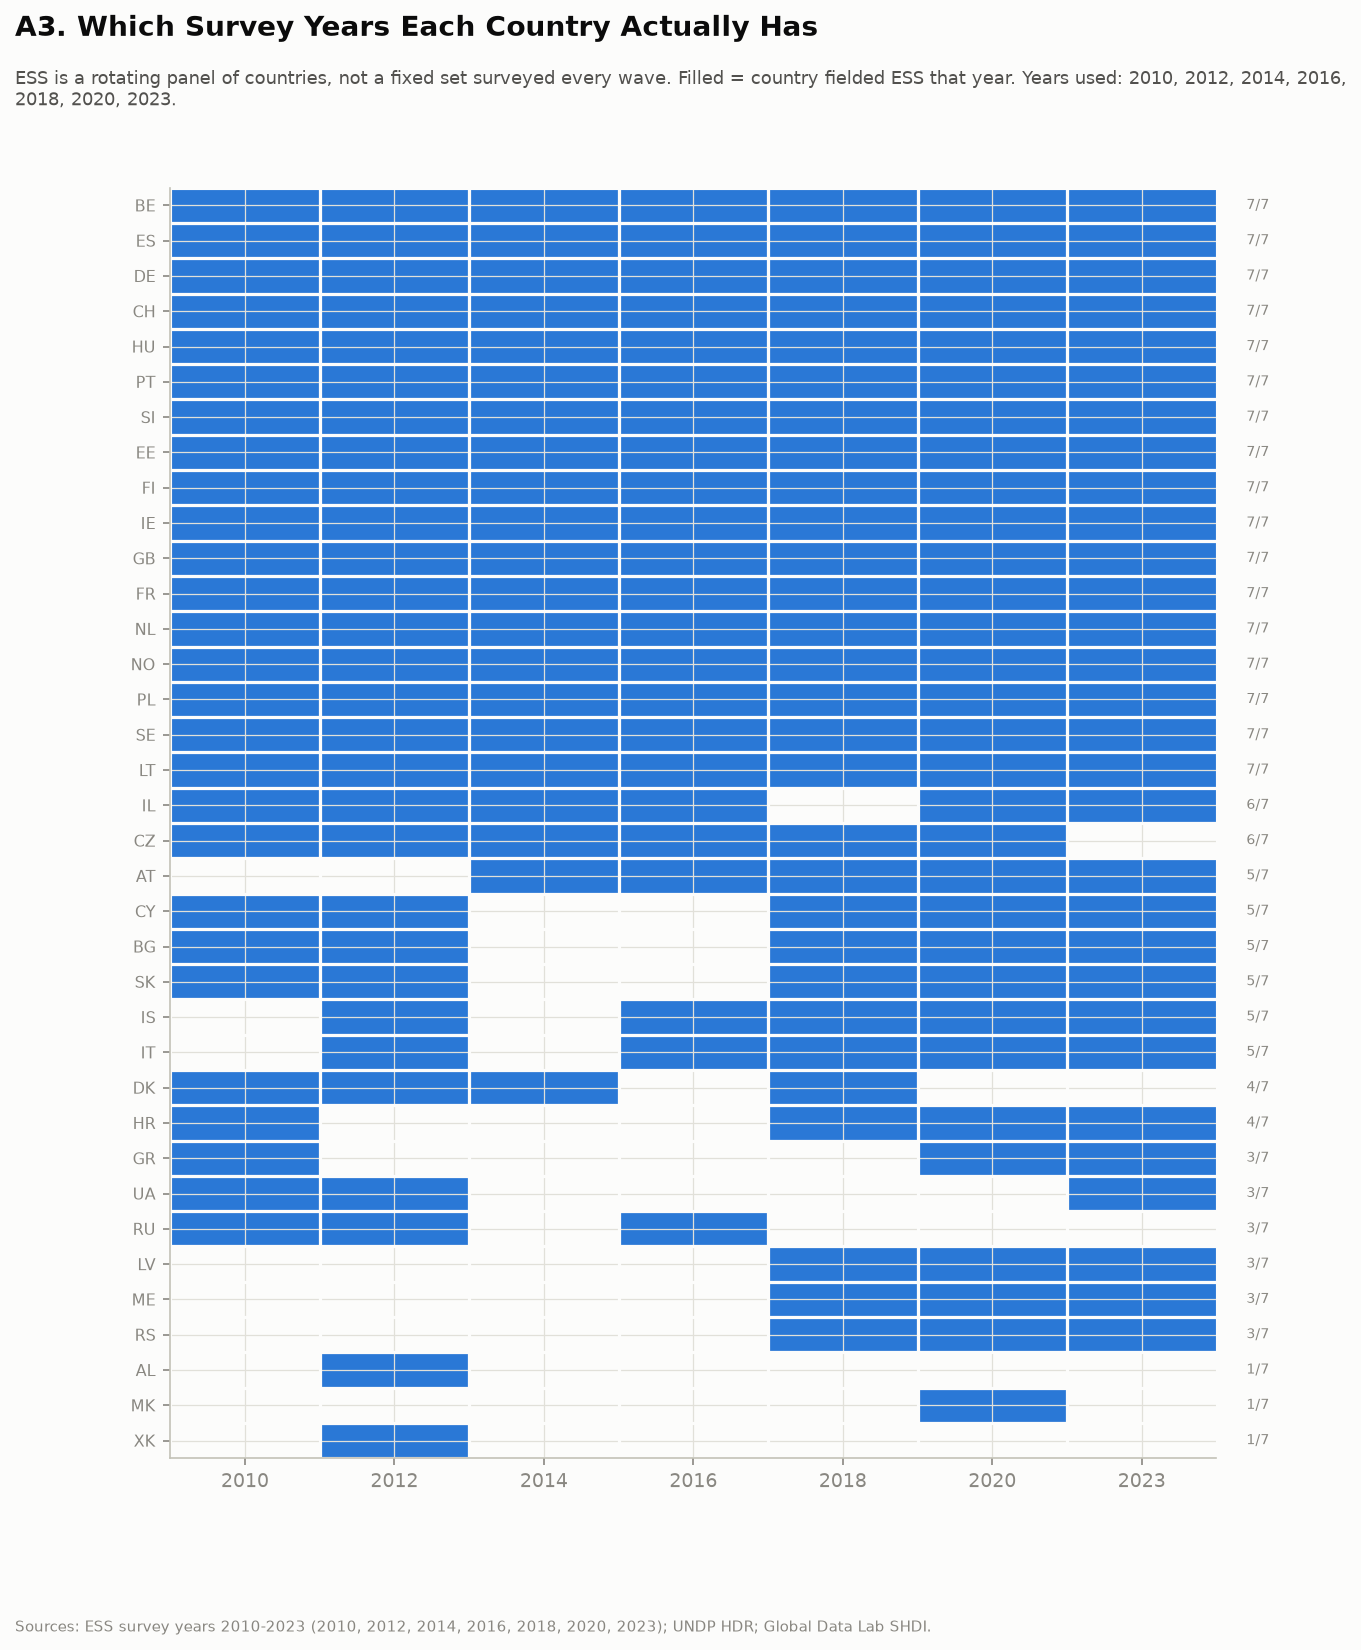 A3. Which Survey Years Each Country Actually Has
ESS is a rotating panel of countries, not a fixed set surveyed every wave. Filled = country fielded ESS that year. Years used: 2010, 2012, 2014, 2016,
2018, 2020, 2023.
BE 7/7
ES 7/7
DE 7/7
CH 7/7
HU 7/7
PT 7/7
SI 7/7
EE 7/7
FI 7/7
IE 7/7
GB 7/7
FR 7/7
NL 7/7
NO 7/7
PL 7/7
SE 7/7
LT 7/7
IL 6/7
CZ 6/7
AT 5/7
CY 5/7
BG 5/7
SK 5/7
IS 5/7
IT 5/7
DK 4/7
HR 4/7
GR 3/7
UA 3/7
RU 3/7
LV 3/7
ME 3/7
RS 3/7
AL 1/7
MK 1/7
XK 1/7
2010 2012 2014 2016 2018 2020 2023
Sources: ESS survey years 2010-2023 (2010, 2012, 2014, 2016, 2018, 2020, 2023); UNDP HDR; Global Data Lab SHDI.